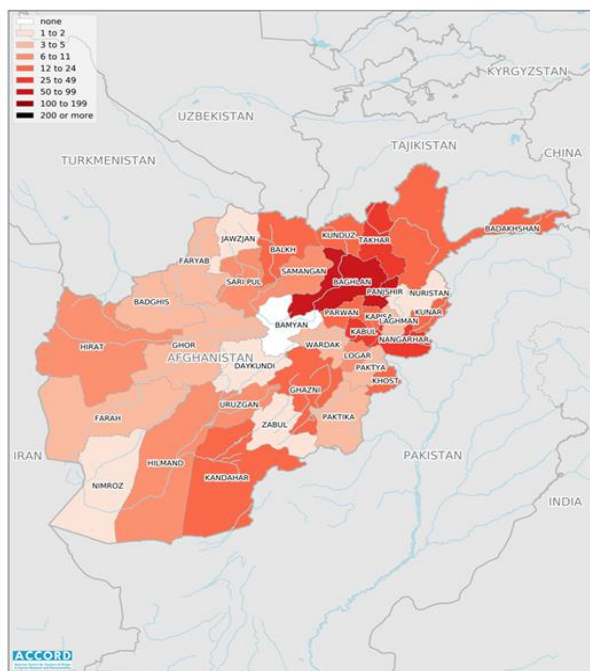 none
1 to 2
3 to 5
6 to 11
12 to 24
25 to 49
50 to 99
100 to 199
200 or more
KYRGYZSTAN
UZBEKISTAN
TAJIKISTAN
TURKMENISTAN
CHINA
JAWZJAN
BALKH
KUNDUZ
TAKHAR
BADAKHSHAN
FARYAB
SARI PUL
SAMANGAN
BAGHLAN
PANJSHIR
NURISTAN
BADGHIS
PARWAN
KAPISA
KUNAR
LAGHMAN
BAMYAN
KABUL
NANGARHAR
HIRAT
GHOR
WARDAK
AFGHANISTAN
LOGAR
DAYKUNDI
PAKTYA
GHAZNI
KHOST
URUZGAN
FARAH
ZABUL
PAKTIKA
IRAN
HILMAND
PAKISTAN
KANDAHAR
NIMROZ
INDIA
ACCORD